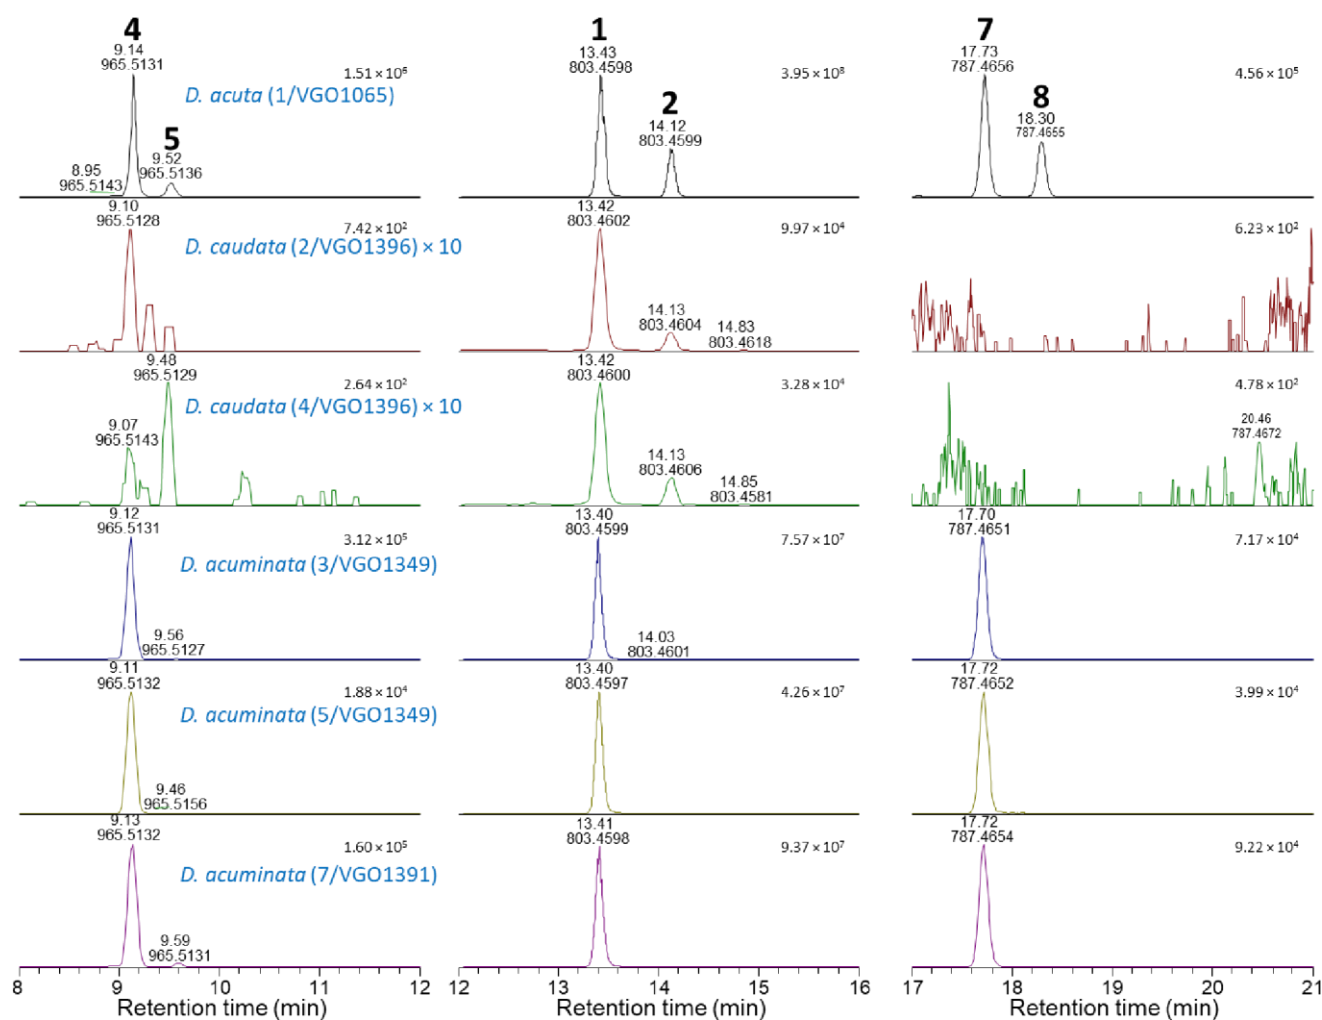 4 1 7
9.14 13.43 17.73
965.5131 1.51 × 10⁶ 803.4598 3.95 × 10⁸ 787.4656 4.56 × 10⁵
D. acuta (1/VGO1065)
5 2 8
8.95 9.52 14.12 18.30
965.5143 965.5136 803.4599 787.4655
9.10 13.42
965.5128 7.42 × 10² 803.4602 9.97 × 10⁴ 6.23 × 10²
D. caudata (2/VGO1396) × 10
14.13 14.83
803.4604 803.4618
9.48 13.42
965.5129 2.64 × 10² 803.4600 3.28 × 10⁴ 4.78 × 10²
D. caudata (4/VGO1396) × 10
9.07 14.13 14.85 20.46
965.5143 803.4606 803.4581 787.4672
9.12 13.40 17.70
965.5131 3.12 × 10⁵ 803.4599 7.57 × 10⁷ 787.4651 7.17 × 10⁴
D. acuminata (3/VGO1349)
9.56 14.03
965.5127 803.4601
9.11 13.40 17.72
965.5132 1.88 × 10⁴ 803.4597 4.26 × 10⁷ 787.4652 3.99 × 10⁴
D. acuminata (5/VGO1349)
9.46
965.5156
9.13 13.41 17.72
965.5132 1.60 × 10⁵ 803.4598 9.37 × 10⁷ 787.4654 9.22 × 10⁴
D. acuminata (7/VGO1391)
9.59
965.5131
8 9 10 11 12 12 13 14 15 16 17 18 19 20 21
Retention time (min) Retention time (min) Retention time (min)